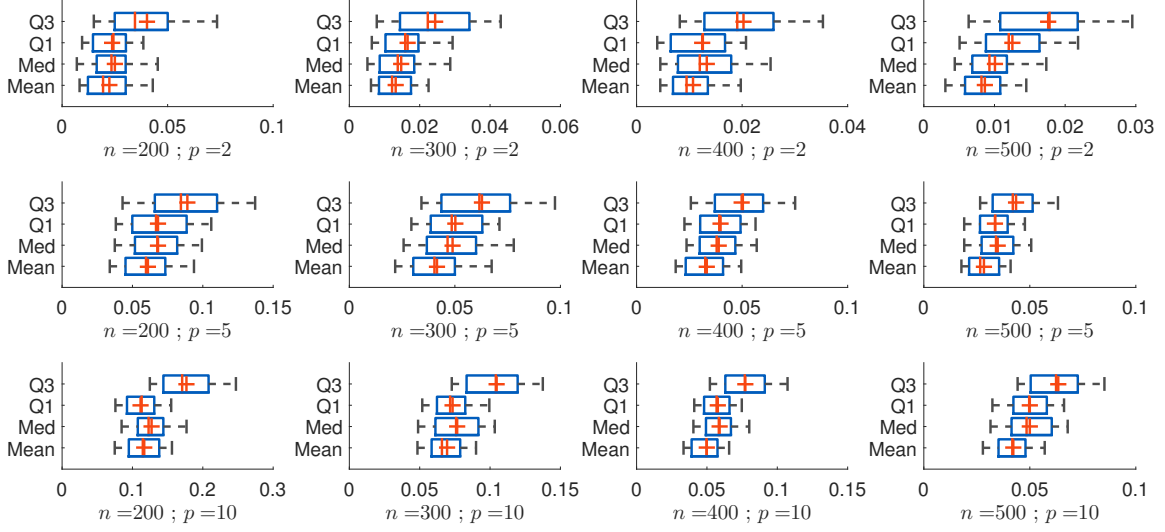 Q3
Q1
Med
Mean
0 0.05 0.1
n =200 ; p =2
Q3
Q1
Med
Mean
0 0.02 0.04 0.06
n =300 ; p =2
Q3
Q1
Med
Mean
0 0.02 0.04
n =400 ; p =2
Q3
Q1
Med
Mean
0 0.01 0.02 0.03
n =500 ; p =2
Q3
Q1
Med
Mean
0 0.05 0.1 0.15
n =200 ; p =5
Q3
Q1
Med
Mean
0 0.05 0.1
n =300 ; p =5
Q3
Q1
Med
Mean
0 0.05 0.1
n =400 ; p =5
Q3
Q1
Med
Mean
0 0.05 0.1
n =500 ; p =5
Q3
Q1
Med
Mean
0 0.1 0.2 0.3
n =200 ; p =10
Q3
Q1
Med
Mean
0 0.05 0.1 0.15
n =300 ; p =10
Q3
Q1
Med
Mean
0 0.05 0.1 0.15
n =400 ; p =10
Q3
Q1
Med
Mean
0 0.05 0.1
n =500 ; p =10